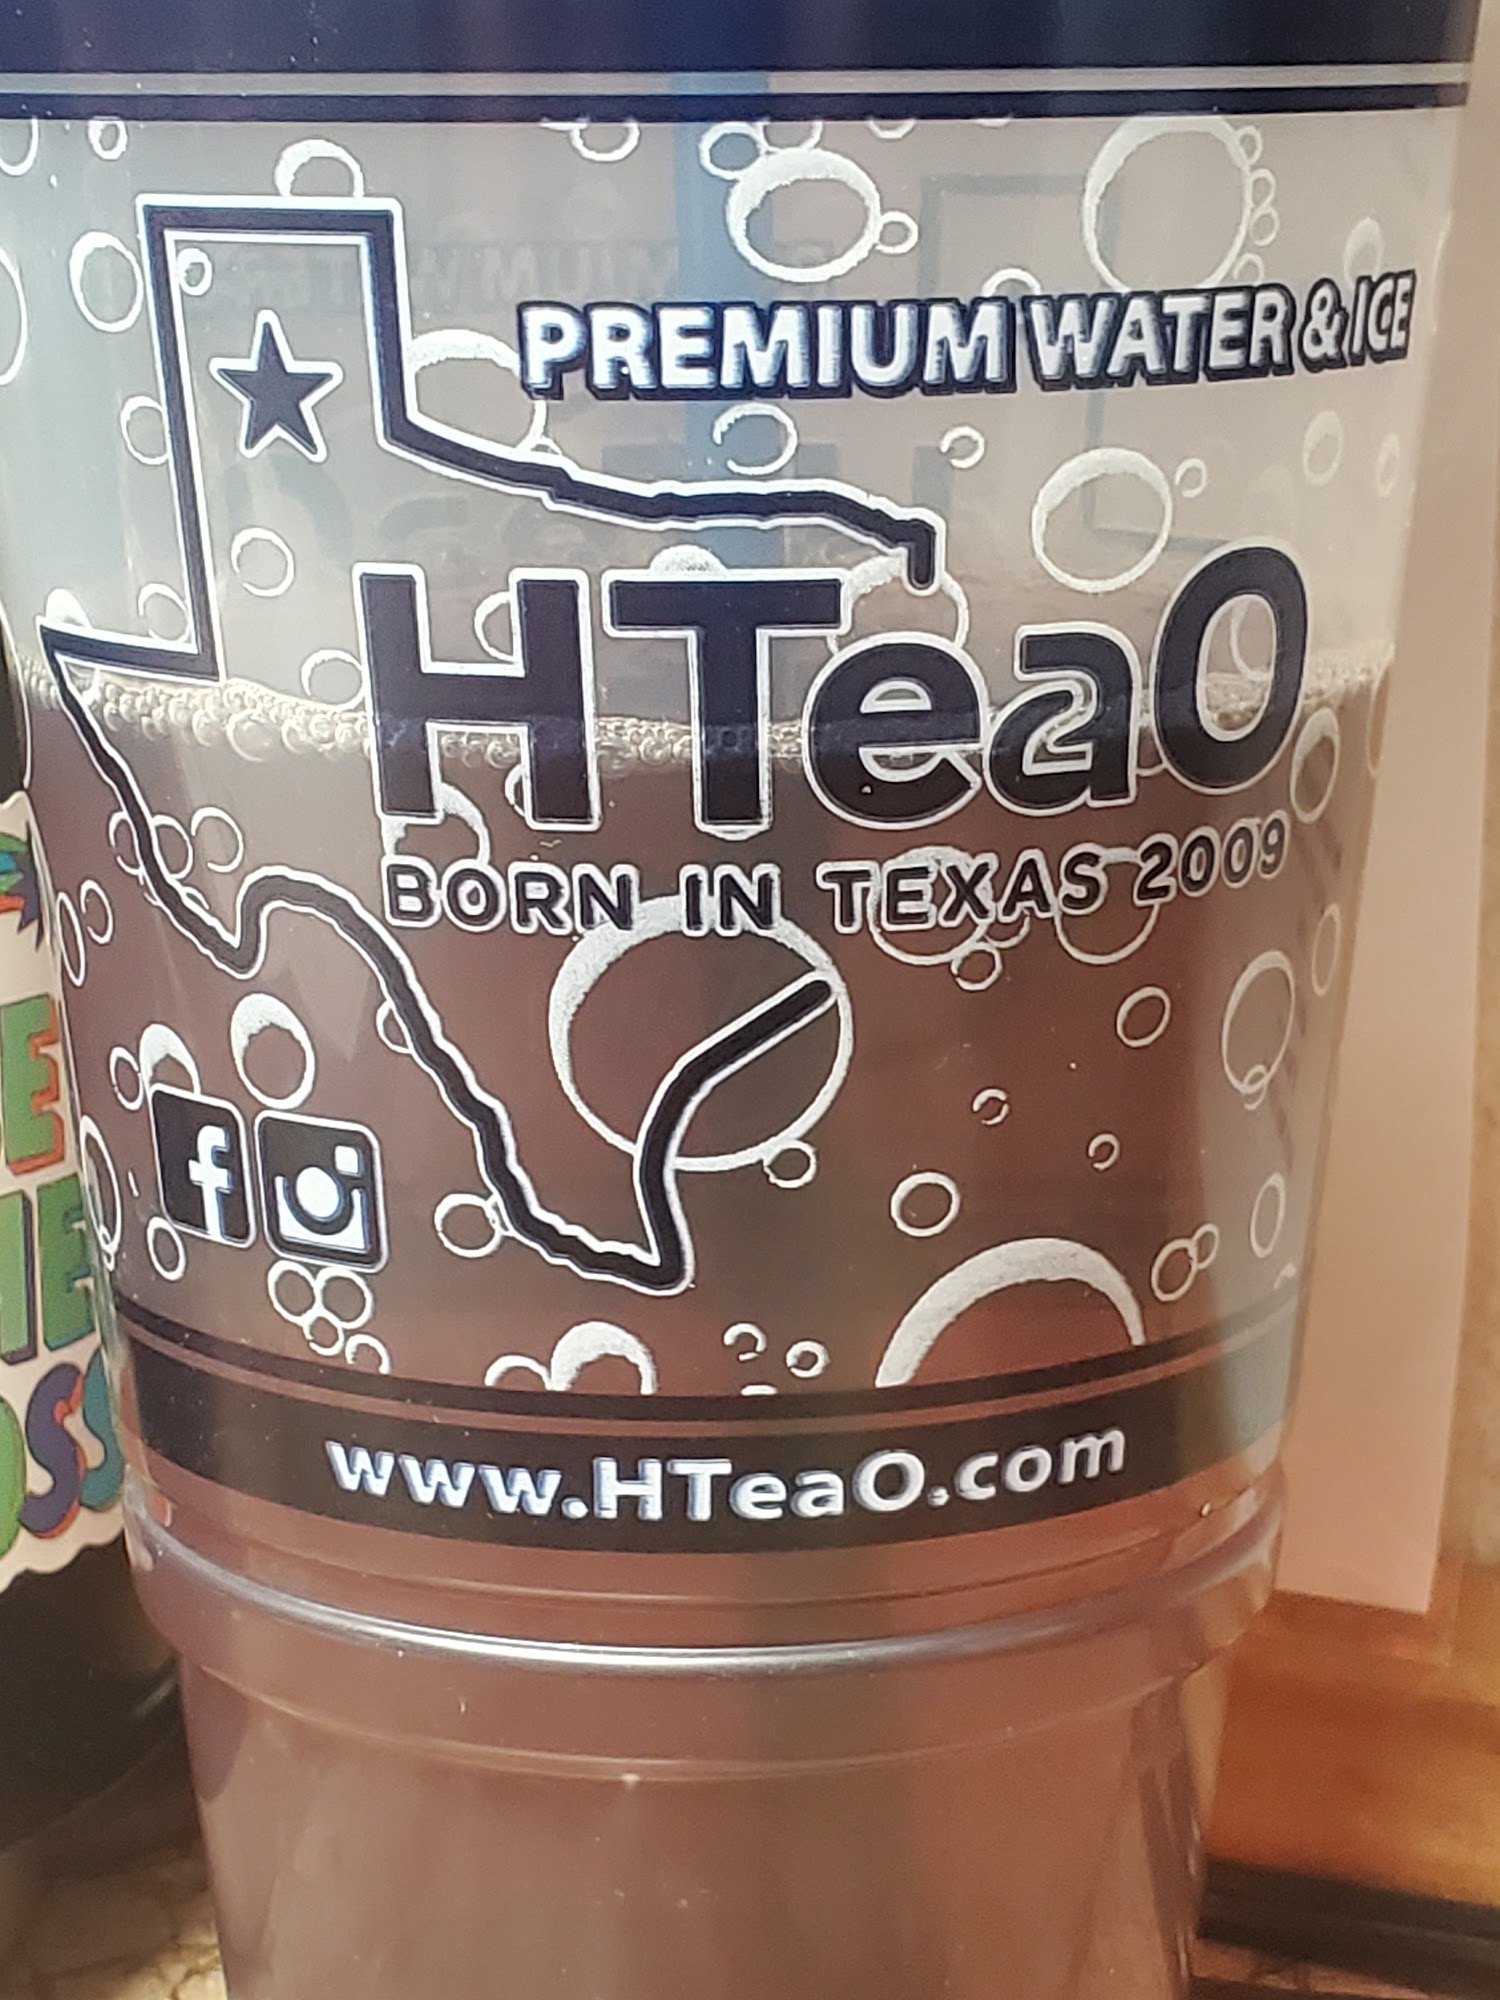 PREMIUM WATER & ICE
HTeaO
BORN IN TEXAS 2009
f
www.HTeaO.com